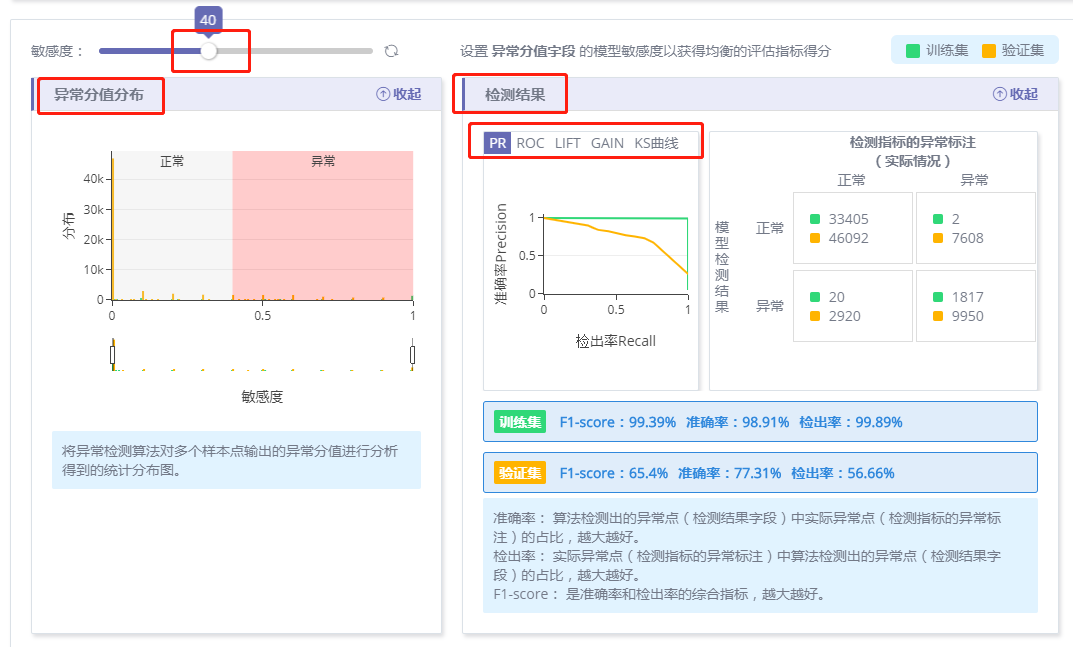 40
敏感度：
设置 异常分值字段 的模型敏感度以获得均衡的评估指标得分
训练集 验证集
异常分值分布
收起
正常 异常
分布
40k
30k
20k
10k
0
0 0.5 1
敏感度
将异常检测算法对多个样本点输出的异常分值进行分析
得到的统计分布图。
检测结果
收起
PR ROC LIFT GAIN KS曲线
准确率Precision
1
0.5
0
0 0.5 1
检出率Recall
检测指标的异常标注
（实际情况）
正常 异常
模型检测结果
正常
33405 2
46092 7608
异常
20 1817
2920 9950
训练集 F1-score：99.39% 准确率：98.91% 检出率：99.89%
验证集 F1-score：65.4% 准确率：77.31% 检出率：56.66%
准确率： 算法检测出的异常点（检测结果字段）中实际异常点（检测指标的异常标
注）的占比，越大越好。
检出率： 实际异常点（检测指标的异常标注）中算法检测出的异常点（检测结果字
段）的占比，越大越好。
F1-score： 是准确率和检出率的综合指标，越大越好。